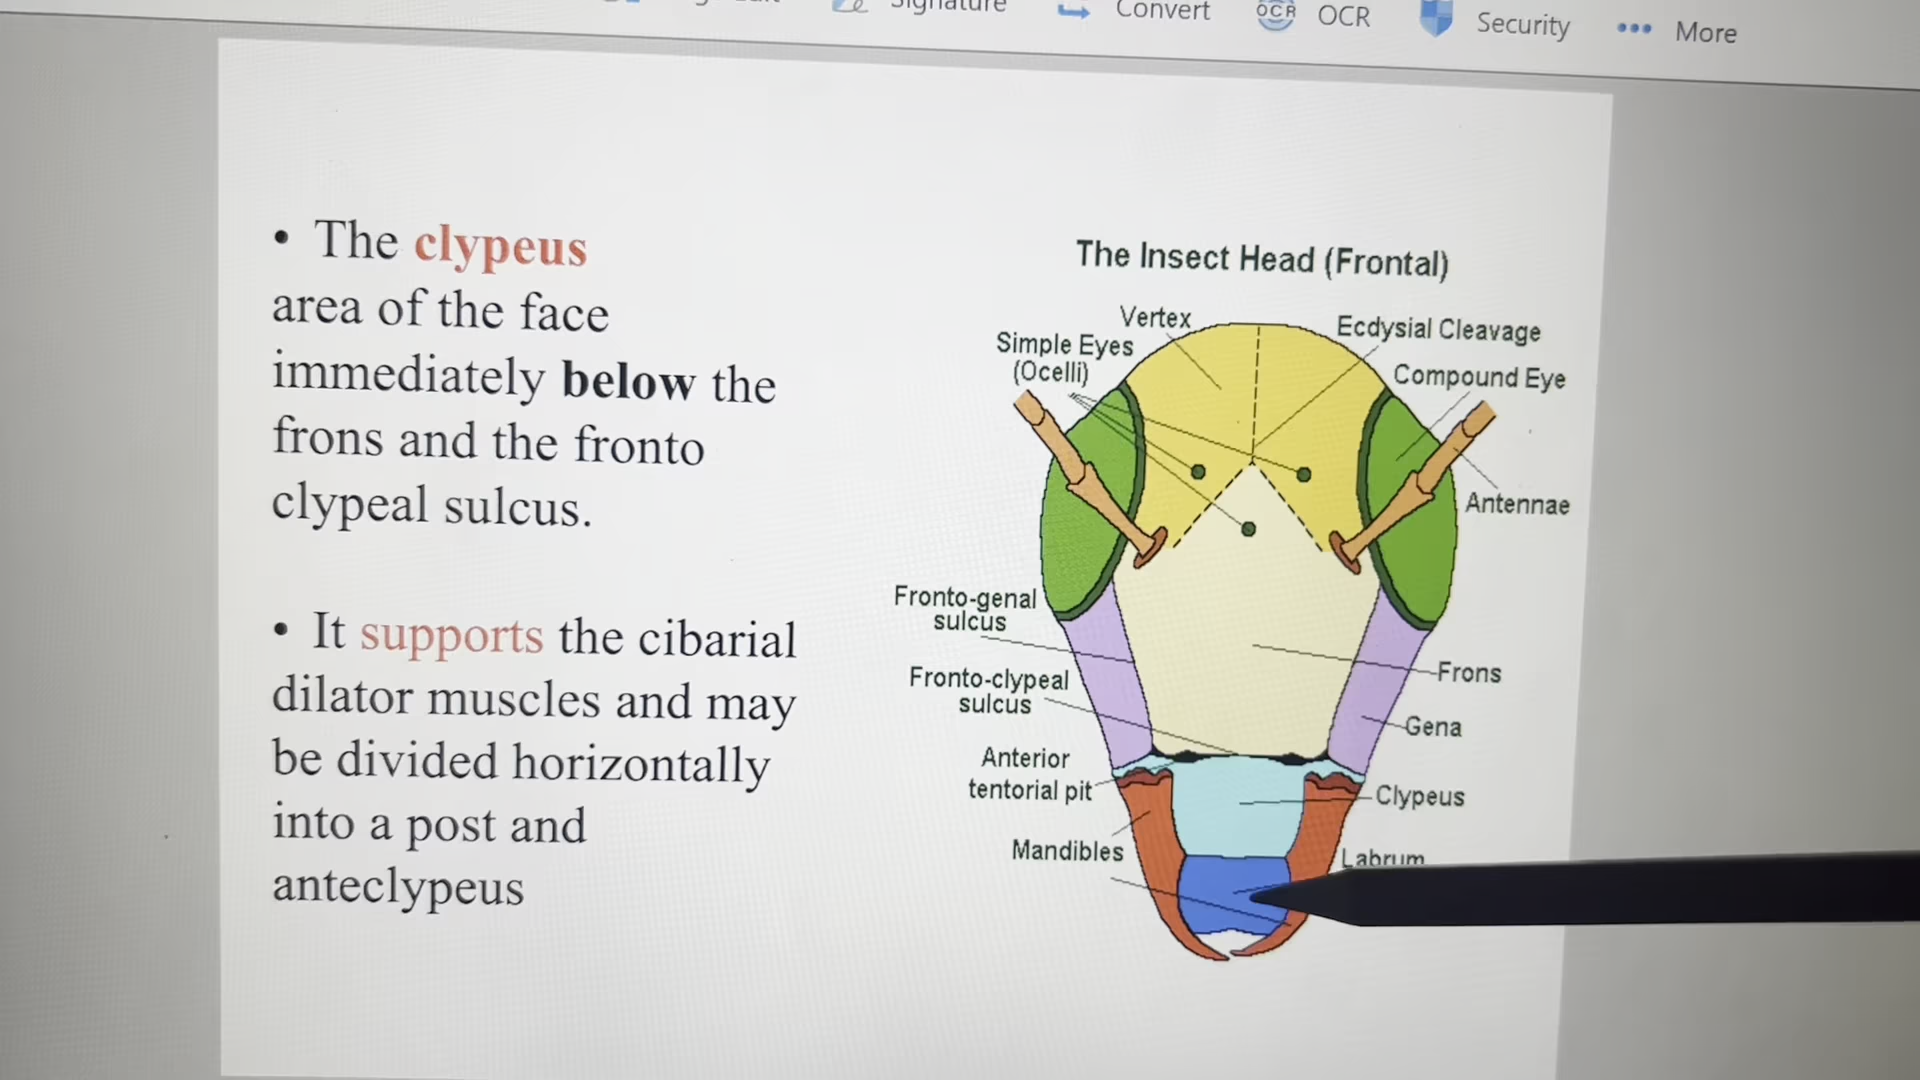 Signature
Convert
OCR
OCR
Security
More
• The clypeus
area of the face
immediately below the
frons and the fronto
clypeal sulcus.
• It supports the cibarial
dilator muscles and may
be divided horizontally
into a post and
anteclypeus
The Insect Head (Frontal)
Vertex
Ecdysial Cleavage
Simple Eyes
(Ocelli)
Compound Eye
Antennae
Fronto-genal
sulcus
Frons
Fronto-clypeal
sulcus
Gena
Anterior
tentorial pit
Clypeus
Mandibles
Labrum